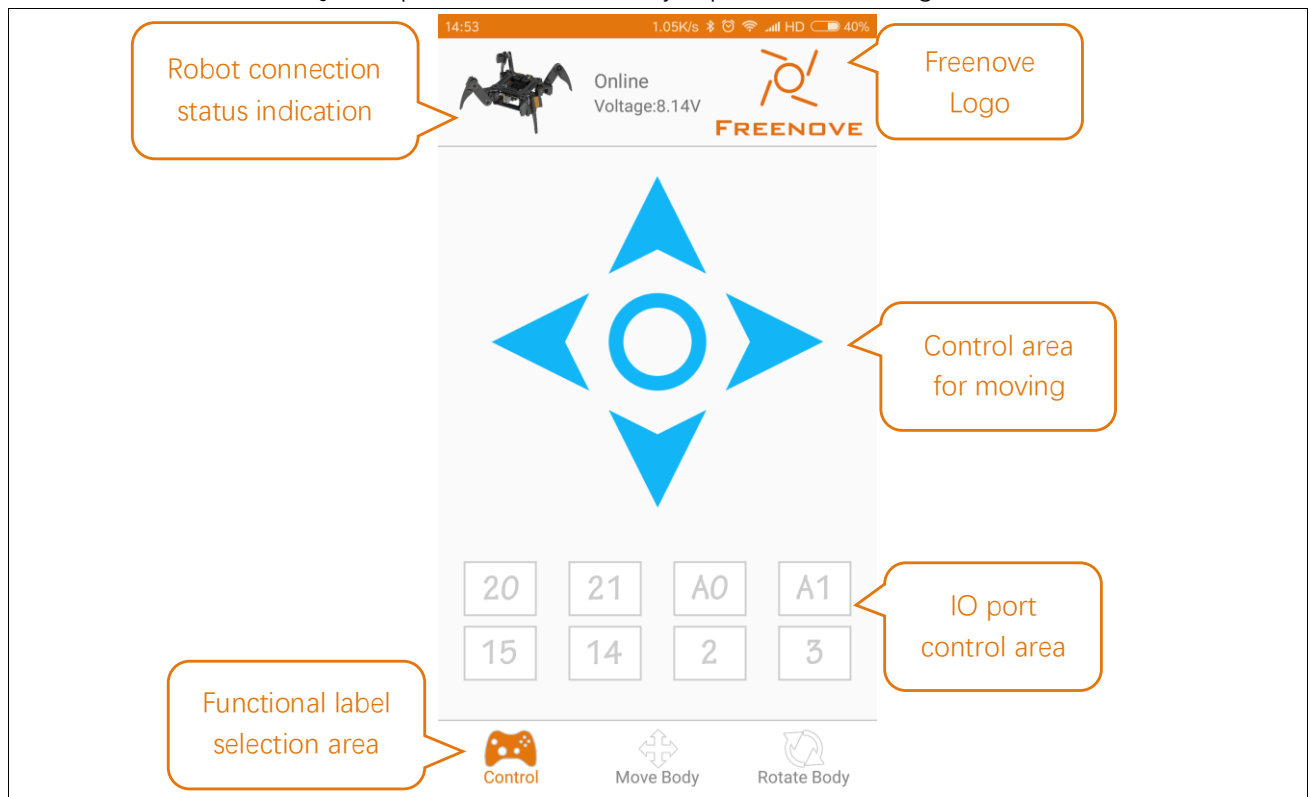 14:53 1.05K/s HD 40%
Robot connection
status indication
Online
Voltage:8.14V
FREENOVE
Freenove
Logo
Control area
for moving
20 21 A0 A1
15 14 2 3
IO port
control area
Functional label
selection area
Control Move Body Rotate Body